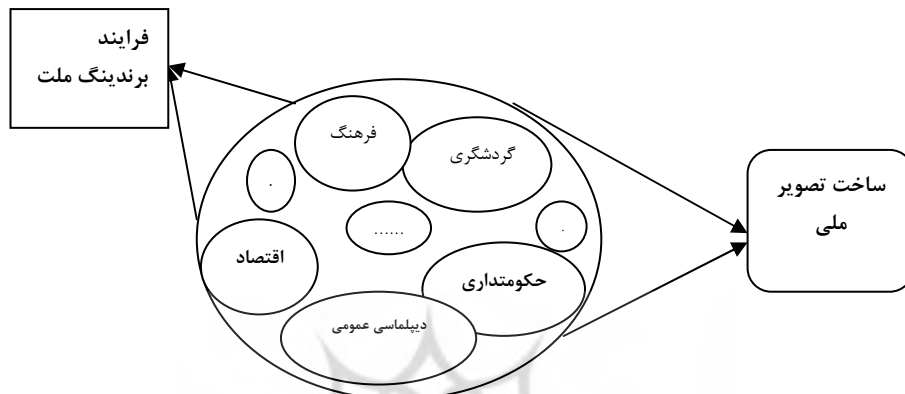 فرایند
برندینگ ملت
فرهنگ
گردشگری
.
......
.
ساخت تصویر
ملی
اقتصاد
حکومتداری
دیپلماسی عمومی